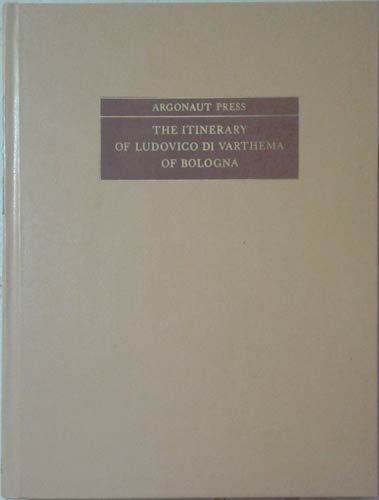 ARGONAUT PRESS
THE ITINERARY
OF LUDOVICO DI VARTHEMA
OF BOLOGNA